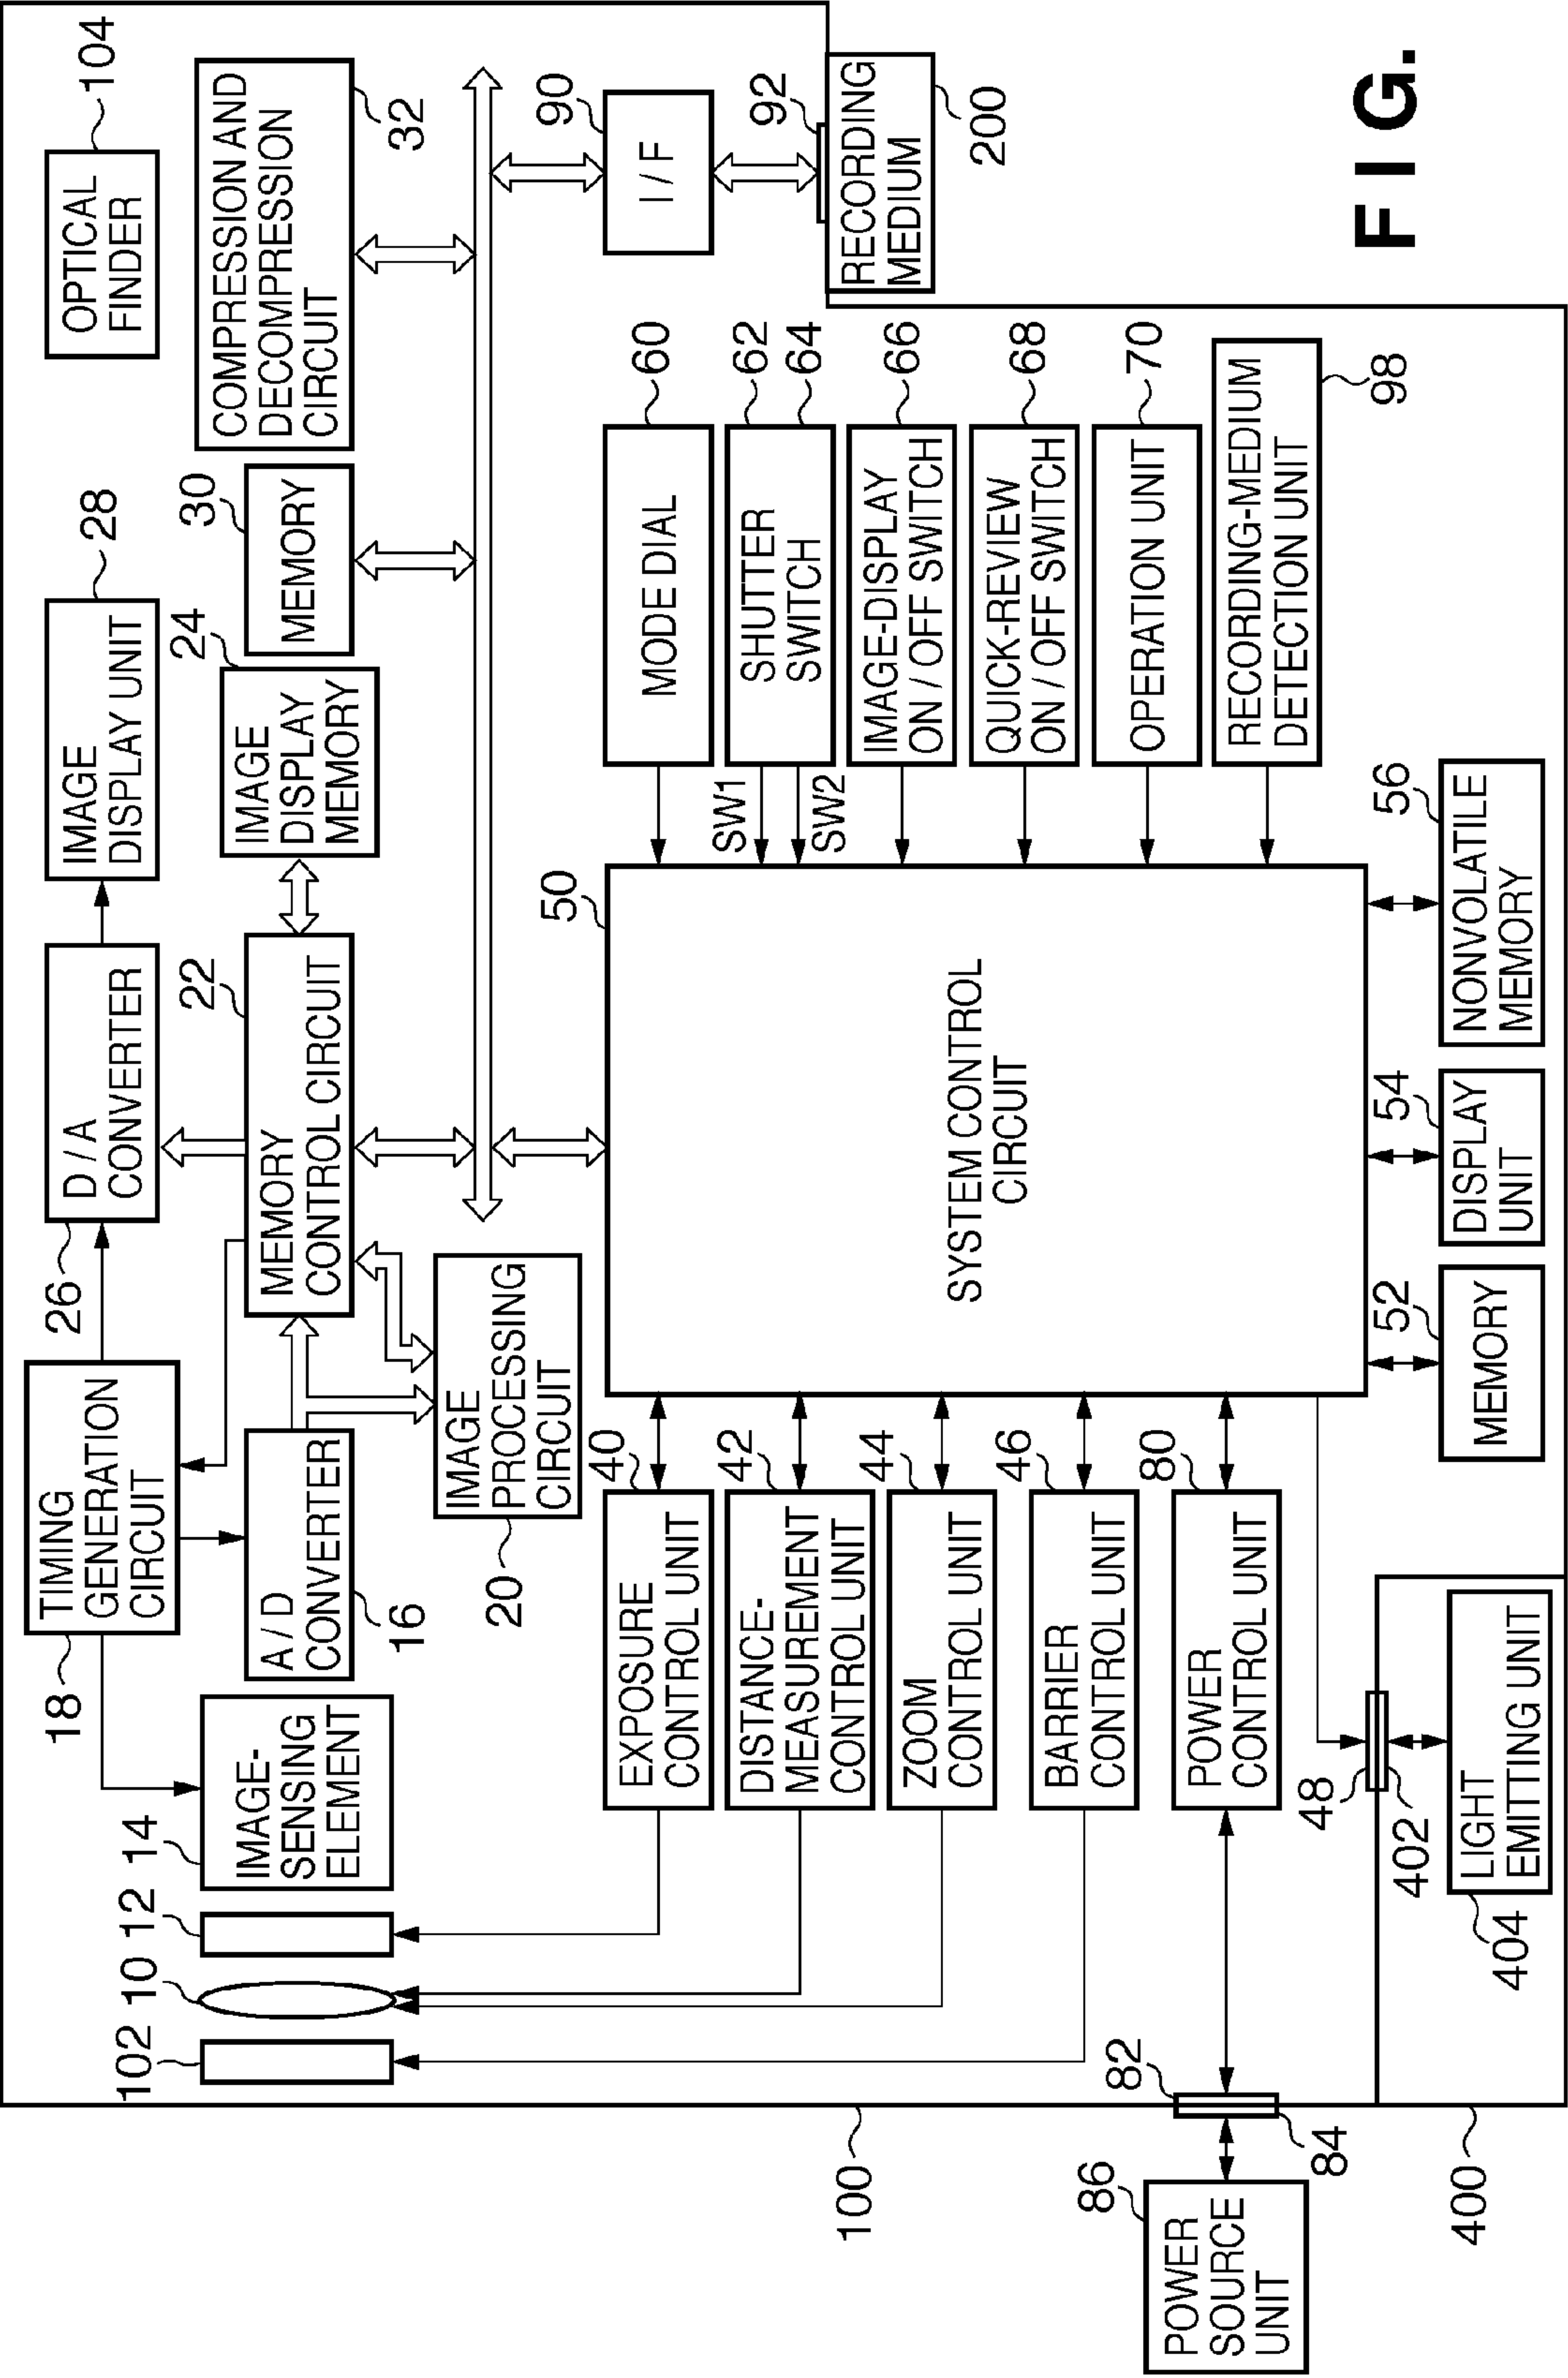 104
OPTICAL
FINDER
COMPRESSION AND
DECOMPRESSION
CIRCUIT
32
28
IMAGE
DISPLAY UNIT
30
MEMORY
24
IMAGE
DISPLAY
MEMORY
D / A
CONVERTER
26
22
MEMORY
CONTROL CIRCUIT
TIMING
GENERATION
CIRCUIT
18
A / D
CONVERTER
16
IMAGE
PROCESSING
CIRCUIT
20
14
IMAGE-
SENSING
ELEMENT
12
10
102
90
I / F
92
RECORDING
MEDIUM
200
60
MODE DIAL
62
64
SHUTTER
SWITCH
SW1
SW2
66
IMAGE-DISPLAY
ON / OFF SWITCH
68
QUICK-REVIEW
ON / OFF SWITCH
70
OPERATION UNIT
RECORDING-MEDIUM
DETECTION UNIT
98
50
SYSTEM CONTROL
CIRCUIT
40
EXPOSURE
CONTROL UNIT
42
DISTANCE-
MEASUREMENT
CONTROL UNIT
44
ZOOM
CONTROL UNIT
46
BARRIER
CONTROL UNIT
80
POWER
CONTROL UNIT
52
MEMORY
54
DISPLAY
UNIT
56
NONVOLATILE
MEMORY
48
402
LIGHT
EMITTING UNIT
404
82
84
86
POWER
SOURCE
UNIT
100
400
FIG.